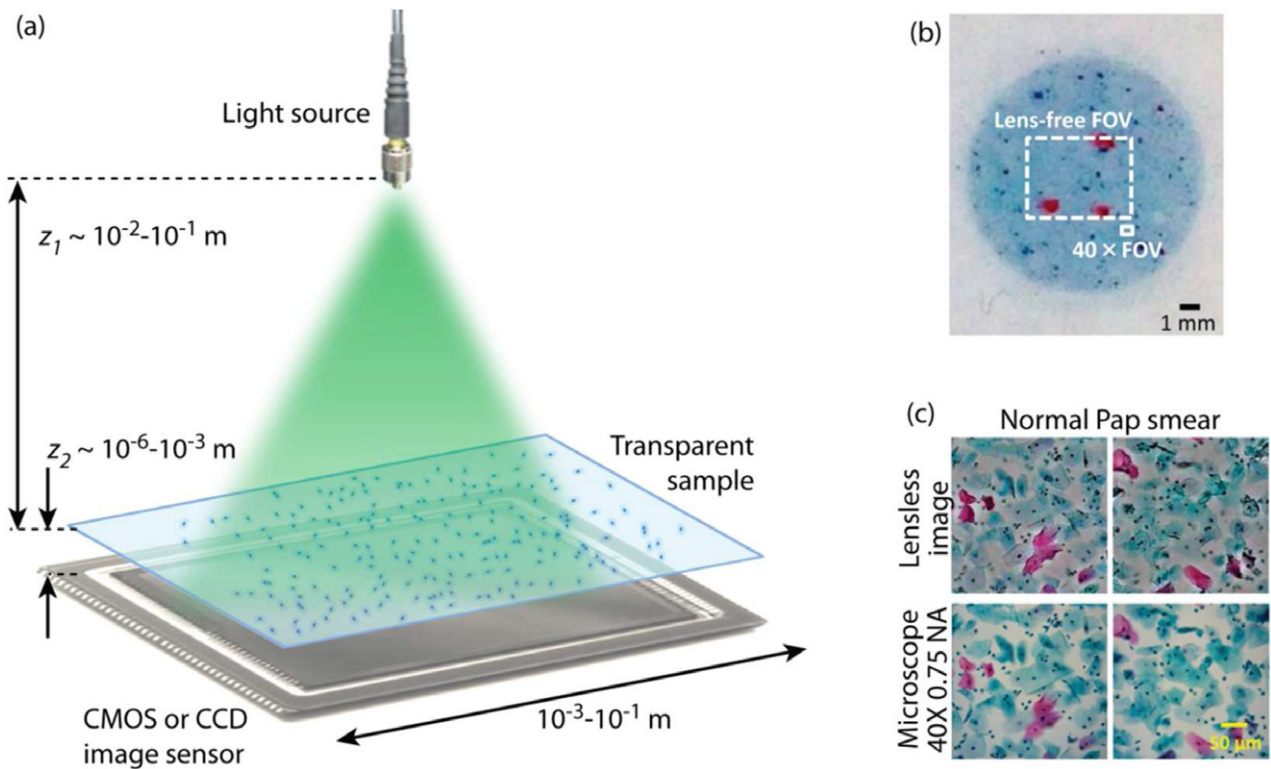 (a)
Light source
z₁ ~ 10⁻²-10⁻¹ m
z₂ ~ 10⁻⁶-10⁻³ m
Transparent
sample
CMOS or CCD
image sensor
10⁻³-10⁻¹ m
(b)
Lens-free FOV
40 × FOV
1 mm
(c)
Normal Pap smear
Lensless
image
Microscope
40X 0.75 NA
50 μm